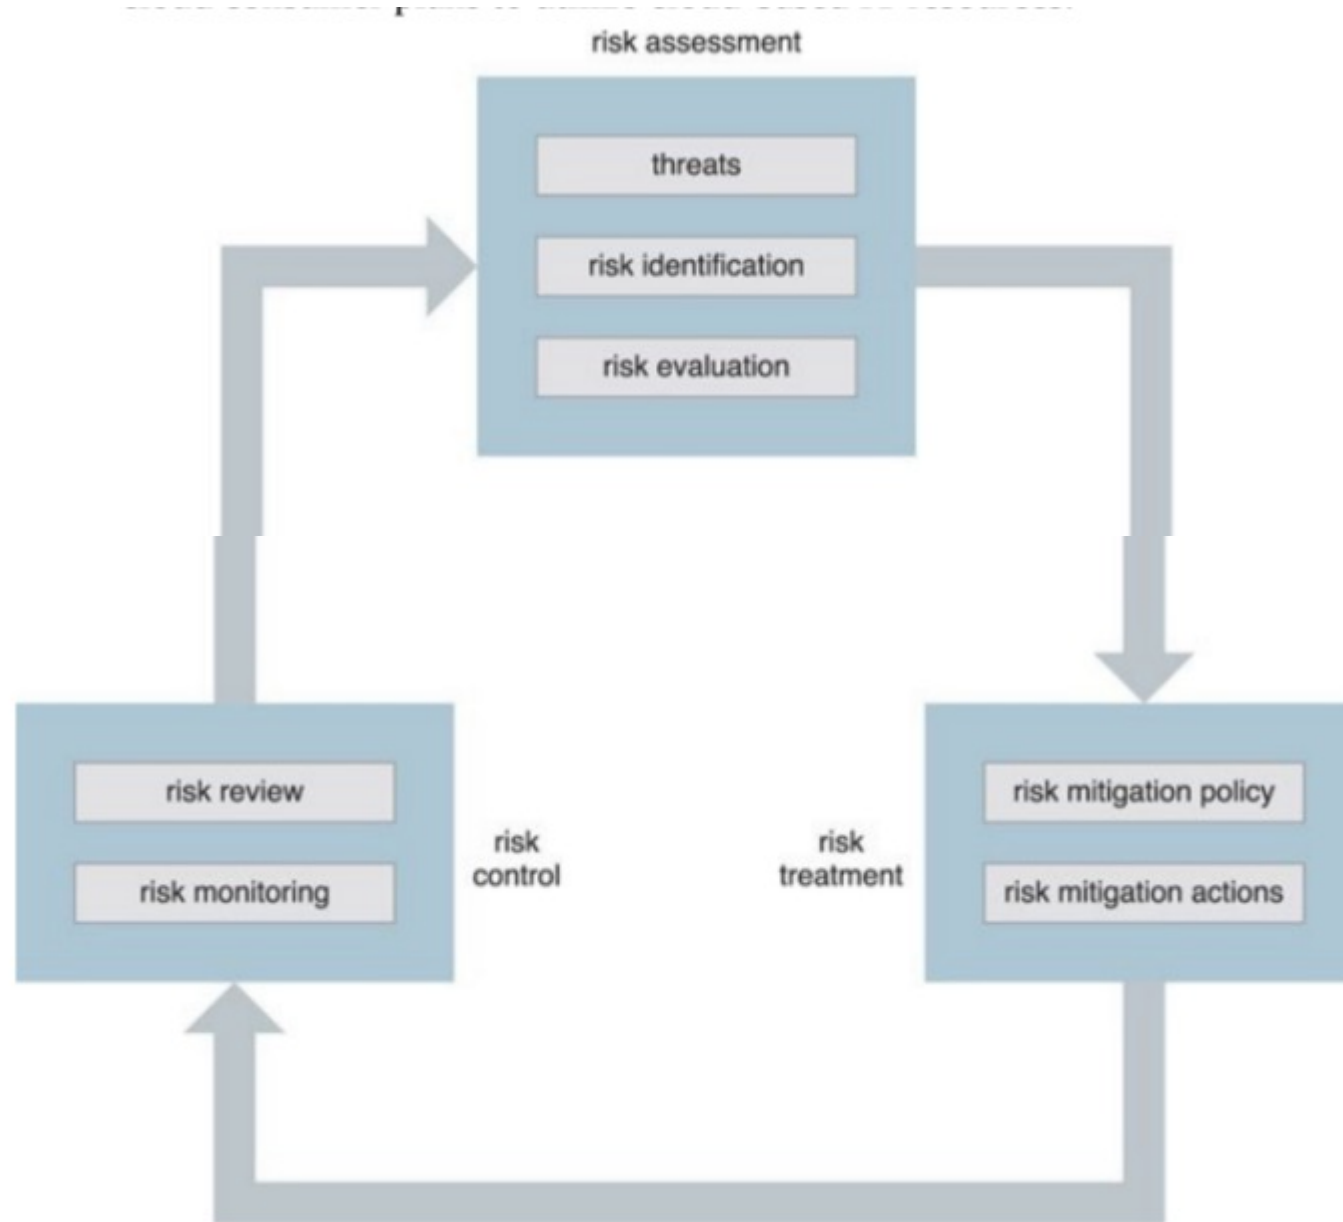 risk assessment
threats
risk identification
risk evaluation
risk review
risk monitoring
risk
control
risk
treatment
risk mitigation policy
risk mitigation actions